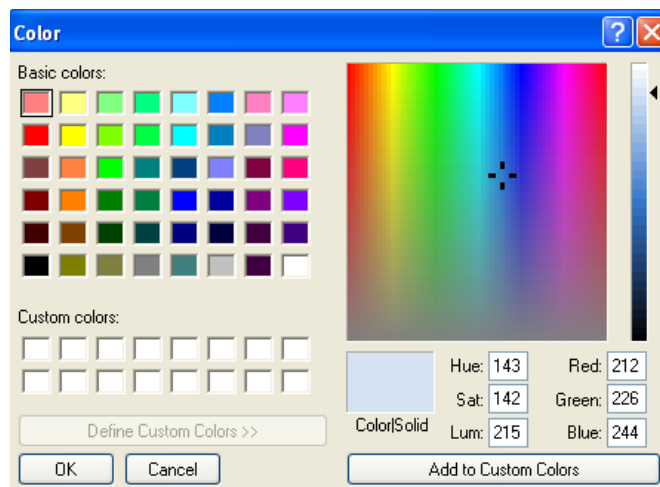 Color
Basic colors:
Custom colors:
Define Custom Colors >>
OK Cancel
Color|Solid
Hue: 143 Red: 212
Sat: 142 Green: 226
Lum: 215 Blue: 244
Add to Custom Colors